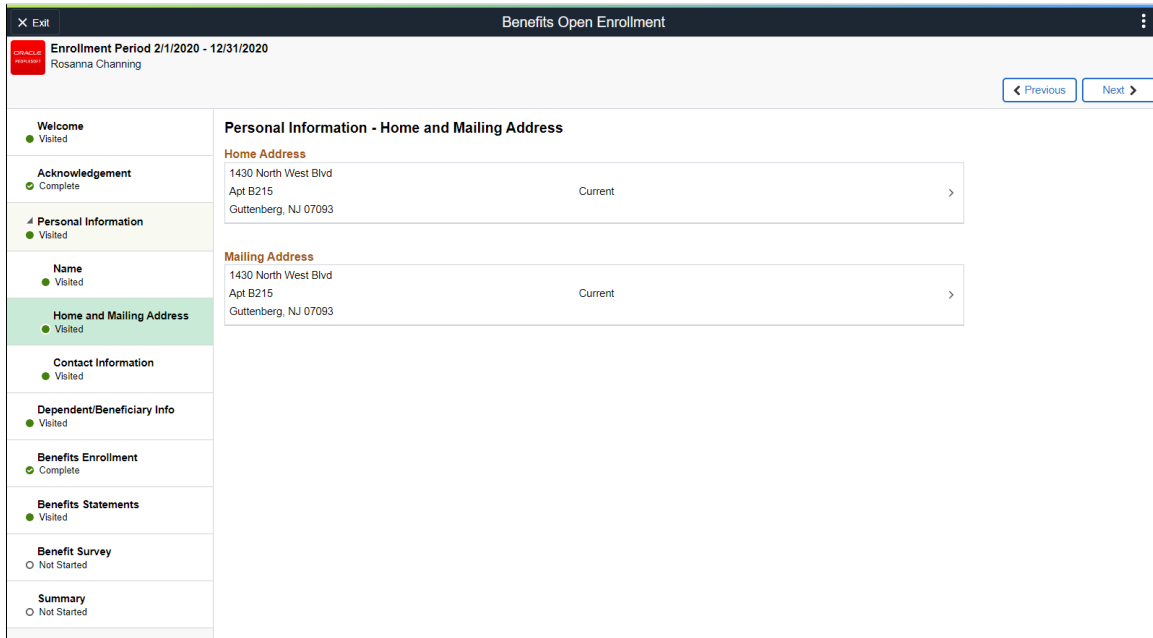 Exit
Benefits Open Enrollment
ORACLE
PEOPLESOFT
Enrollment Period 2/1/2020 - 12/31/2020
Rosanna Channing
Previous
Next
Welcome
Visited
Acknowledgement
Complete
Personal Information
Visited
Name
Visited
Home and Mailing Address
Visited
Contact Information
Visited
Dependent/Beneficiary Info
Visited
Benefits Enrollment
Complete
Benefits Statements
Visited
Benefit Survey
Not Started
Summary
Not Started
Personal Information - Home and Mailing Address
Home Address
1430 North West Blvd
Apt B215 Current
Guttenberg, NJ 07093
Mailing Address
1430 North West Blvd
Apt B215 Current
Guttenberg, NJ 07093